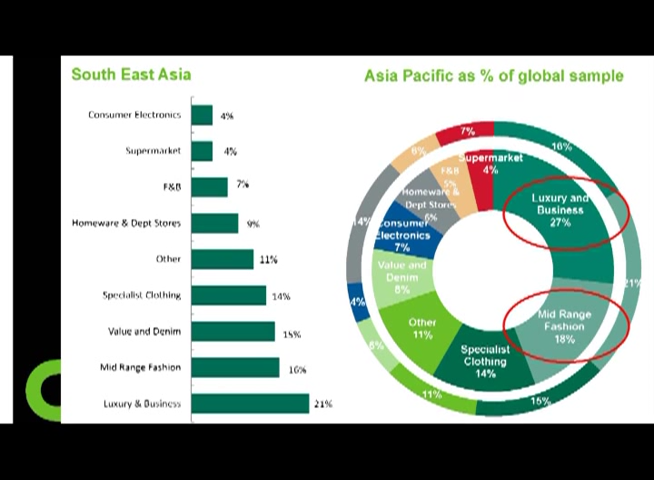 South East Asia
Consumer Electronics 4%
Supermarket 4%
F&B 7%
Homeware & Dept Stores 9%
Other 11%
Specialist Clothing 14%
Value and Denim 15%
Mid Range Fashion 16%
Luxury & Business 21%
Asia Pacific as % of global sample
7%
16%
6%
Supermarket
4%
F&B
5%
Homeware &
Dept Stores
6%
Luxury and
Business
27%
14%
Consumer
Electronics
7%
Value and
Denim
8%
21%
4%
Mid Range
Fashion
18%
Other
11%
Specialist
Clothing
14%
11%
15%